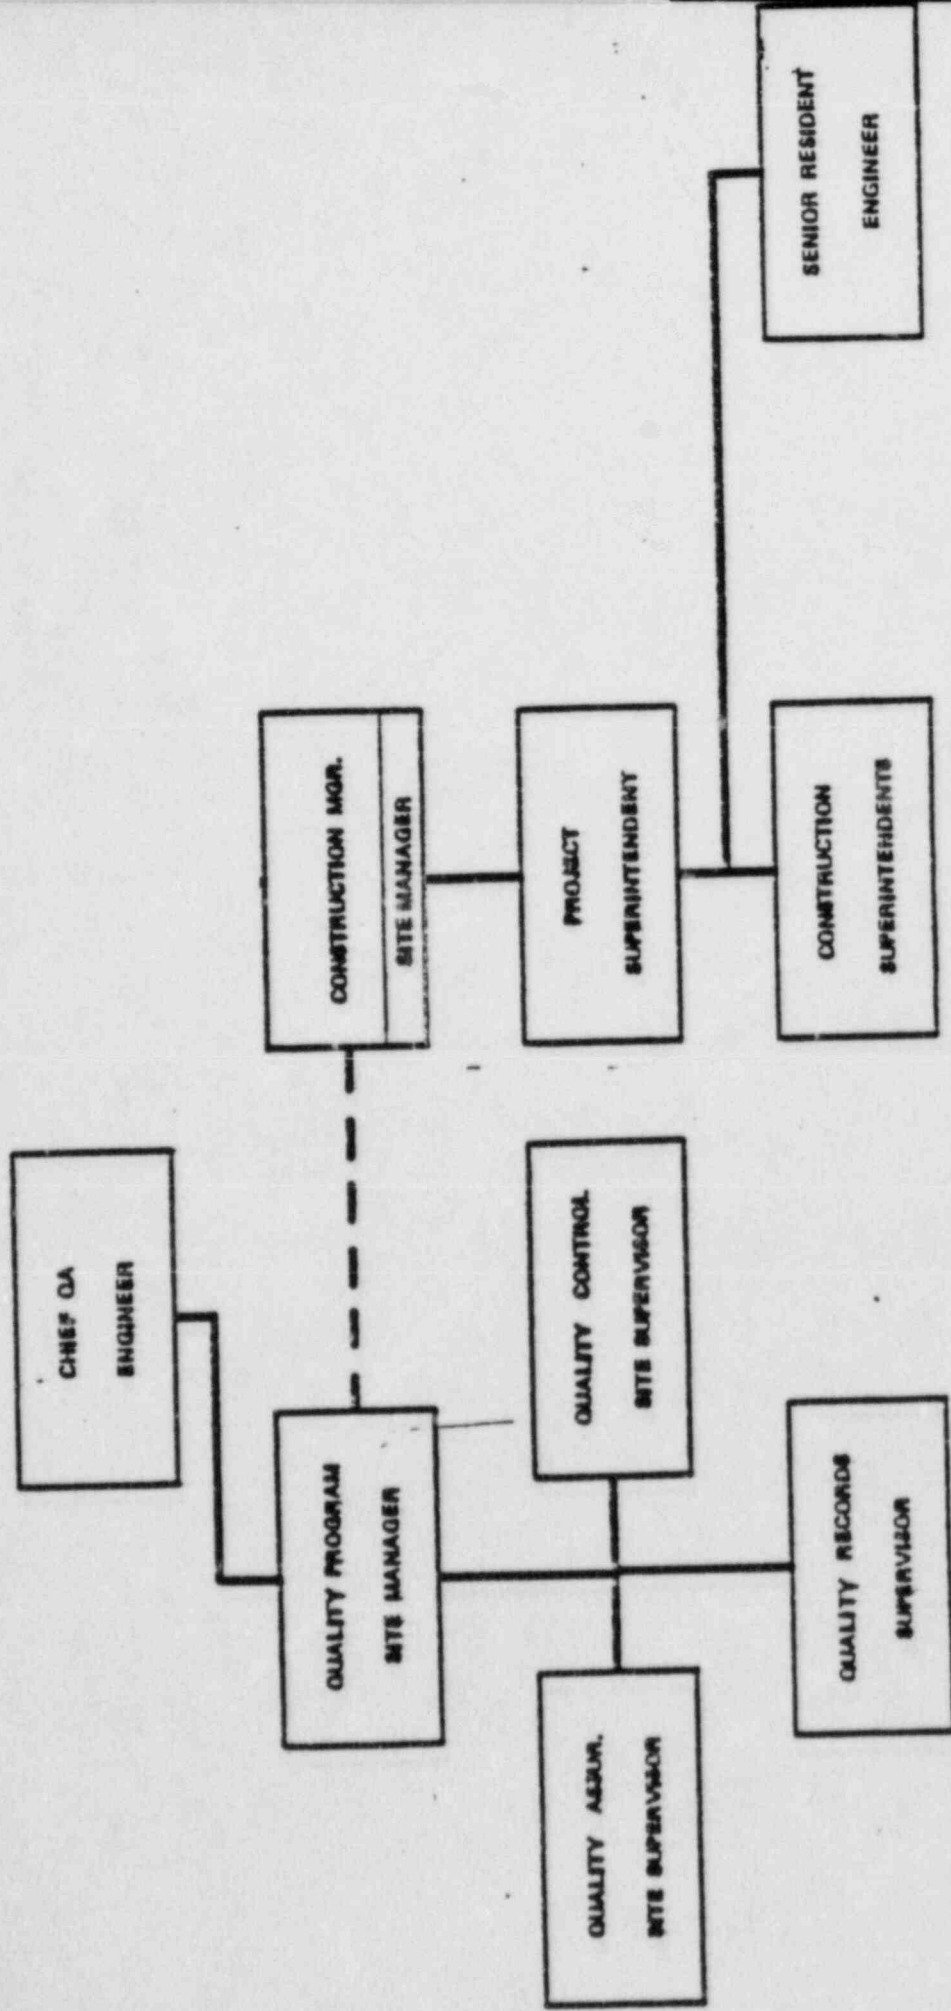 CHIEF QA
ENGINEER
QUALITY PROGRAM
SITE MANAGER
CONSTRUCTION MGR.
SITE MANAGER
QUALITY ASSUR.
SITE SUPERVISOR
QUALITY CONTROL
SITE SUPERVISOR
PROJECT
SUPERINTENDENT
QUALITY RECORDS
SUPERVISOR
CONSTRUCTION
SUPERINTENDENTS
SENIOR RESIDENT
ENGINEER